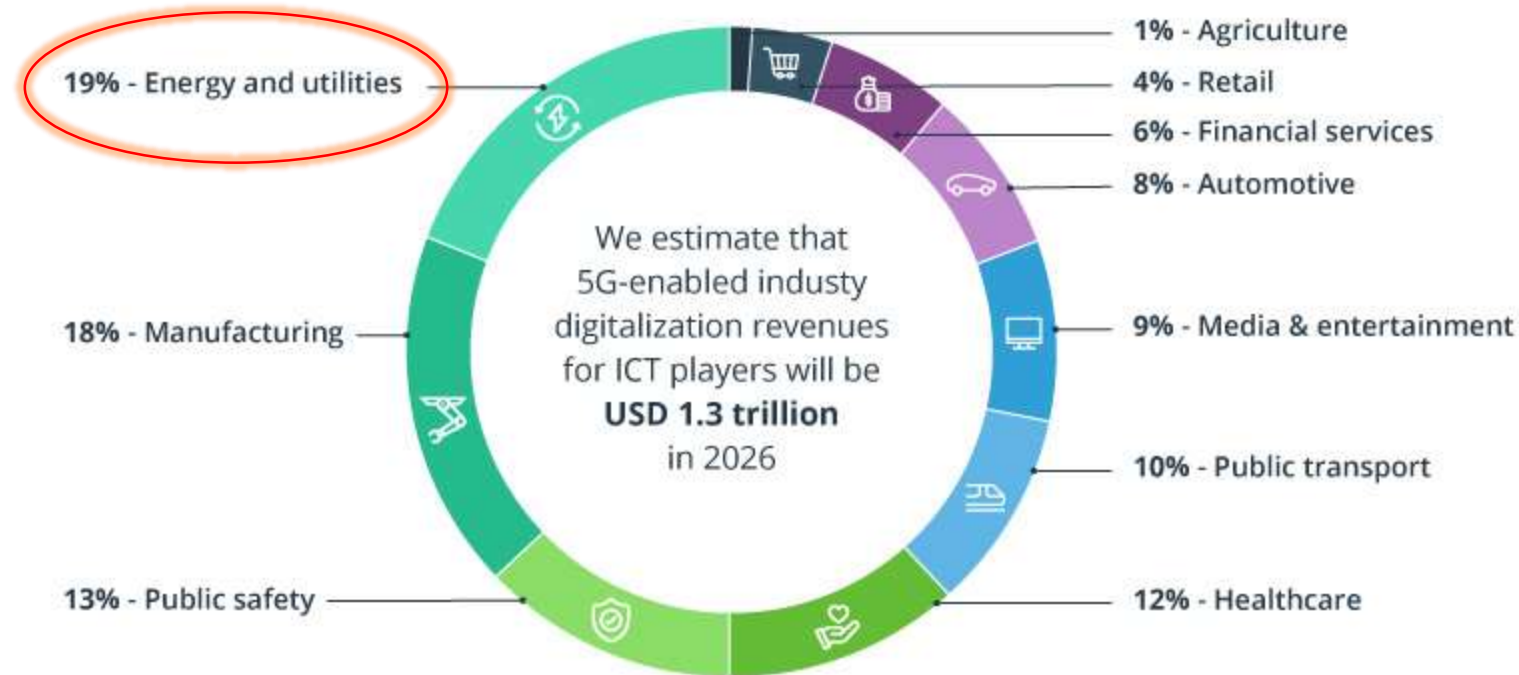 19% - Energy and utilities
18% - Manufacturing
13% - Public safety
We estimate that
5G-enabled industy
digitalization revenues
for ICT players will be
USD 1.3 trillion
in 2026
1% - Agriculture
4% - Retail
6% - Financial services
8% - Automotive
9% - Media & entertainment
10% - Public transport
12% - Healthcare